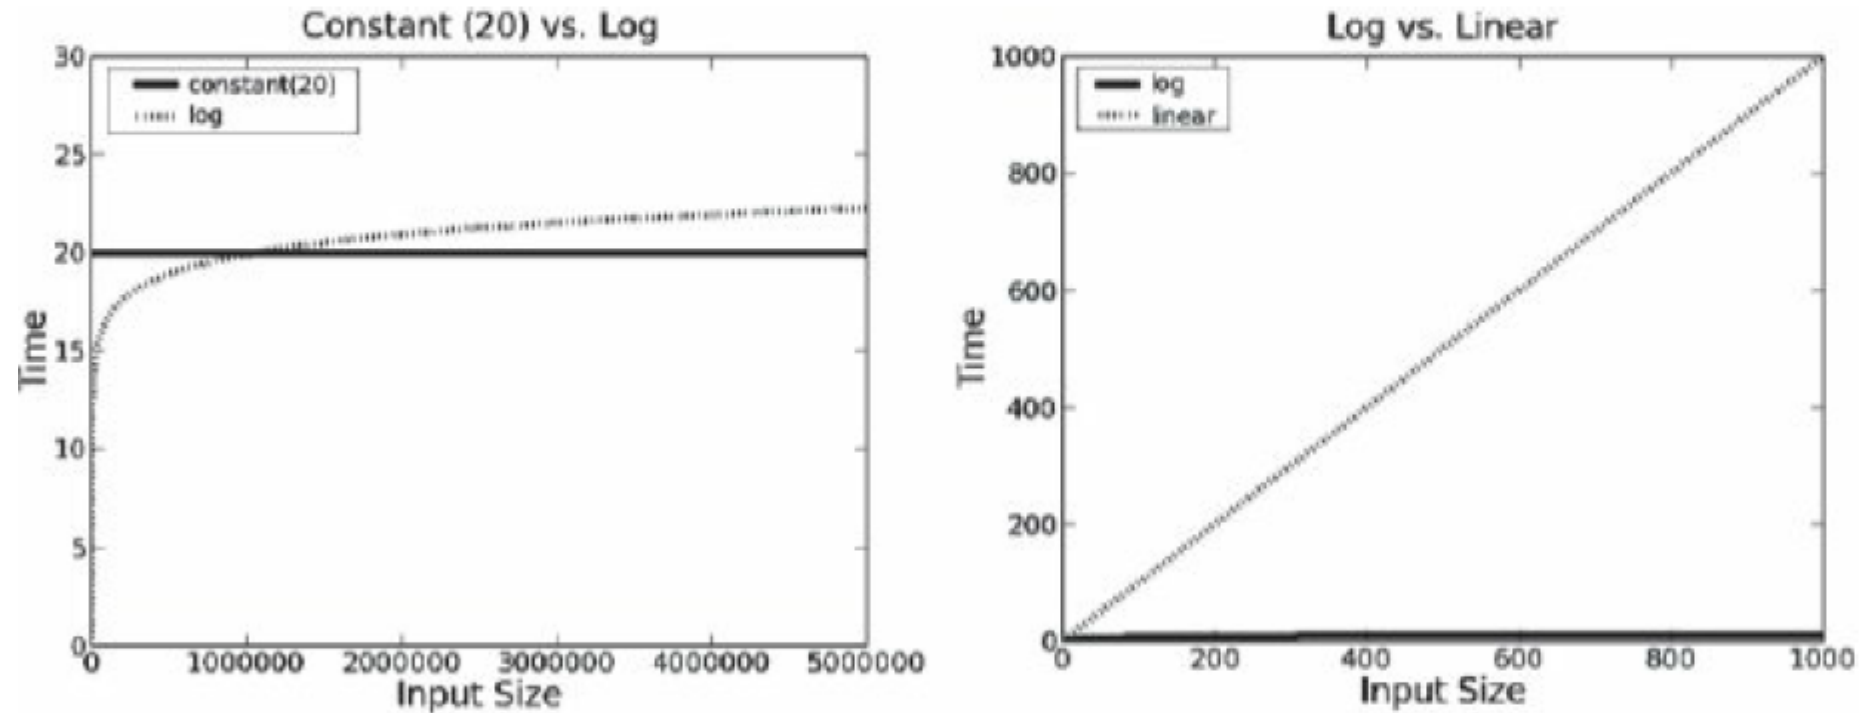 Constant (20) vs. Log
30
constant(20)
log
25
20
15
10
5
0
Time
0 1000000 2000000 3000000 4000000 5000000
Input Size
Log vs. Linear
1000
log
linear
800
600
400
200
0
Time
0 200 400 600 800 1000
Input Size